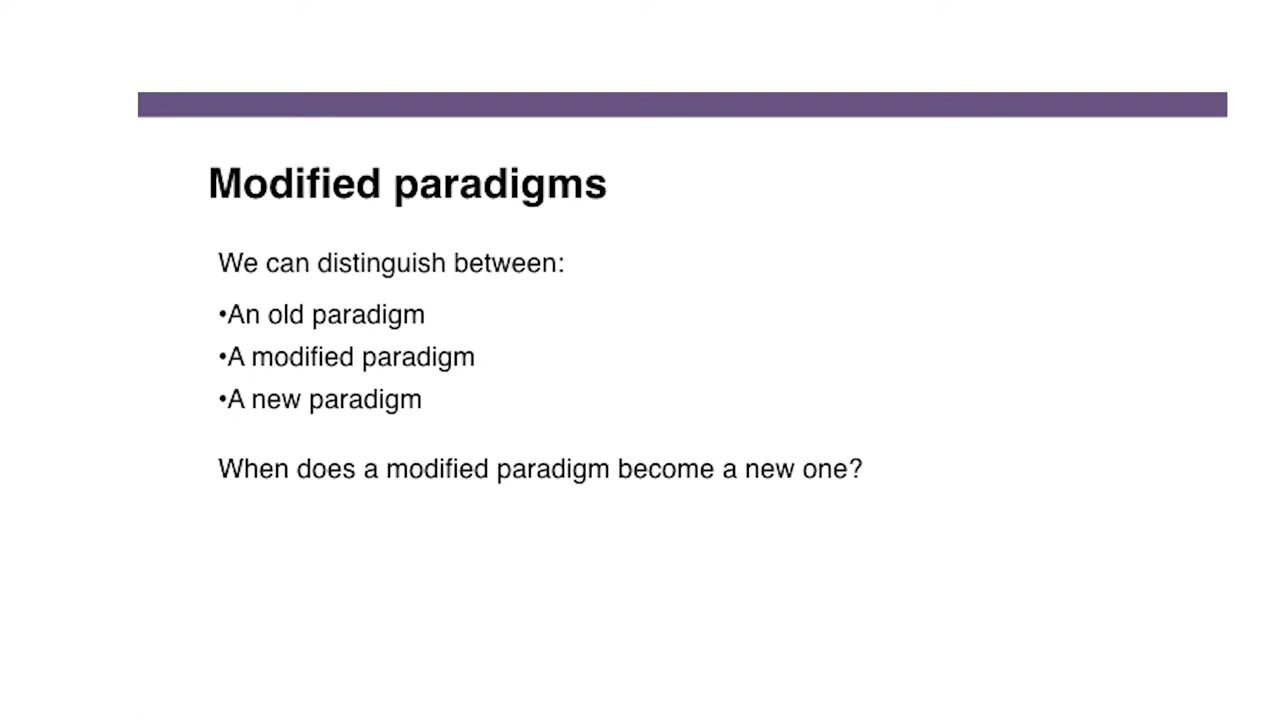 Modified paradigms
We can distinguish between:
•An old paradigm
•A modified paradigm
•A new paradigm
When does a modified paradigm become a new one?